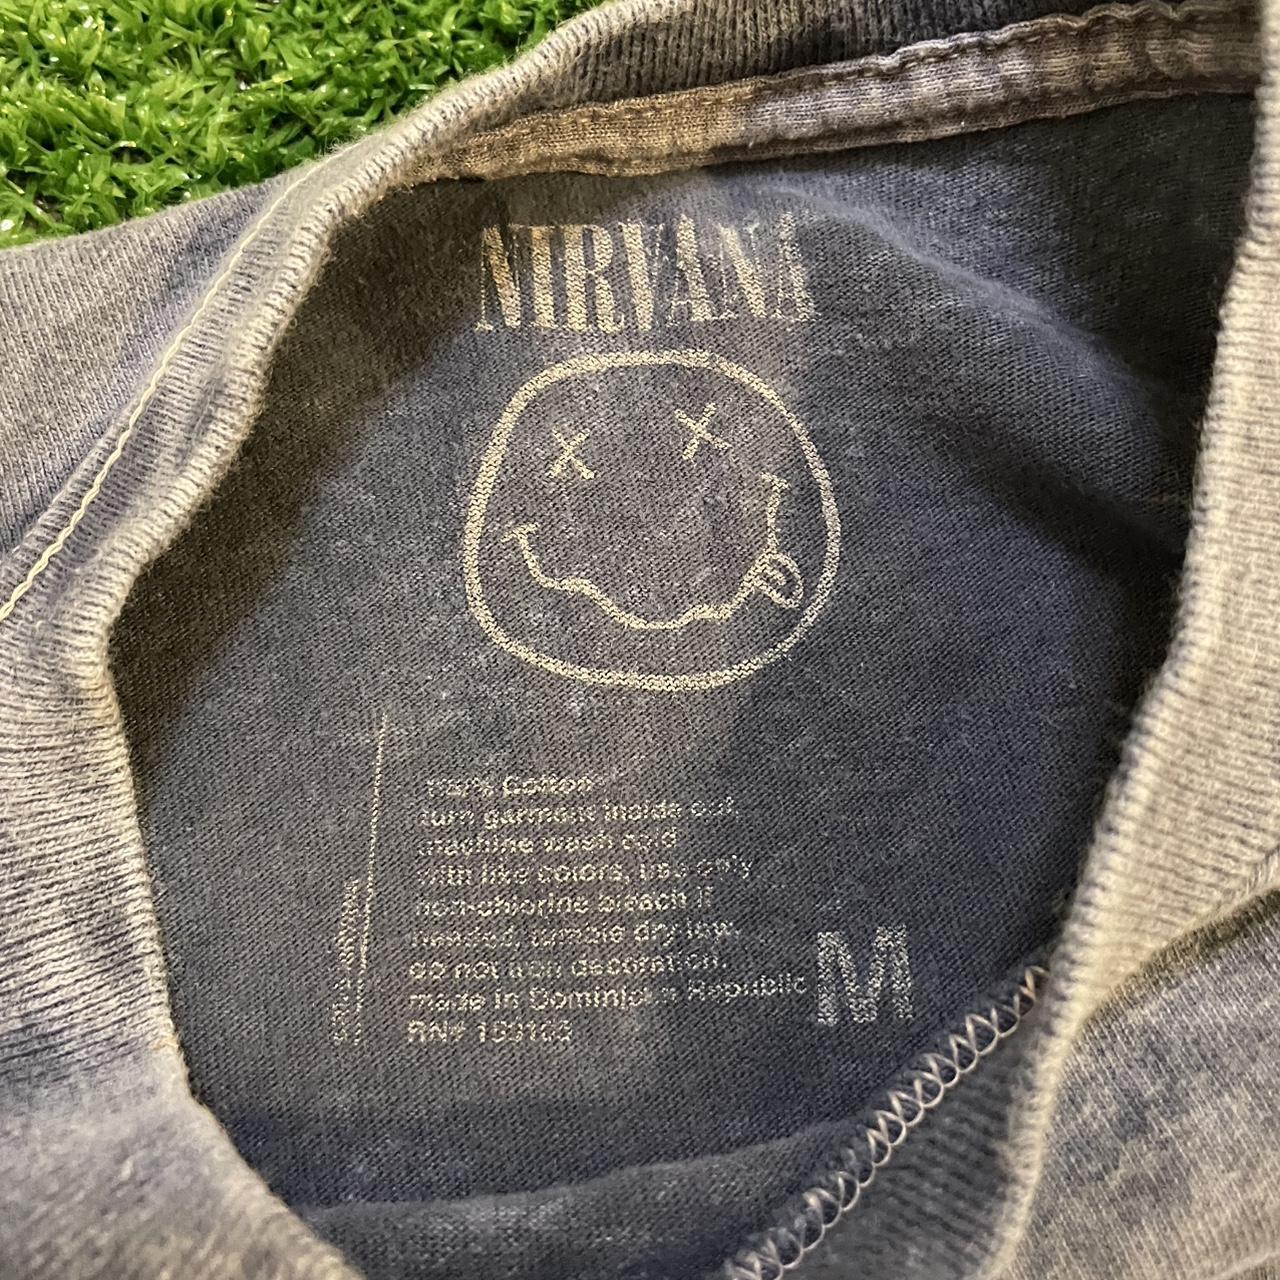 NIRVANA
100% Cotton
turn garment inside out
machine wash cold
with like colors, use only
non-chlorine bleach if
needed, tumble dry low.
do not iron decoration.
made in Dominican Republic
RN#
M